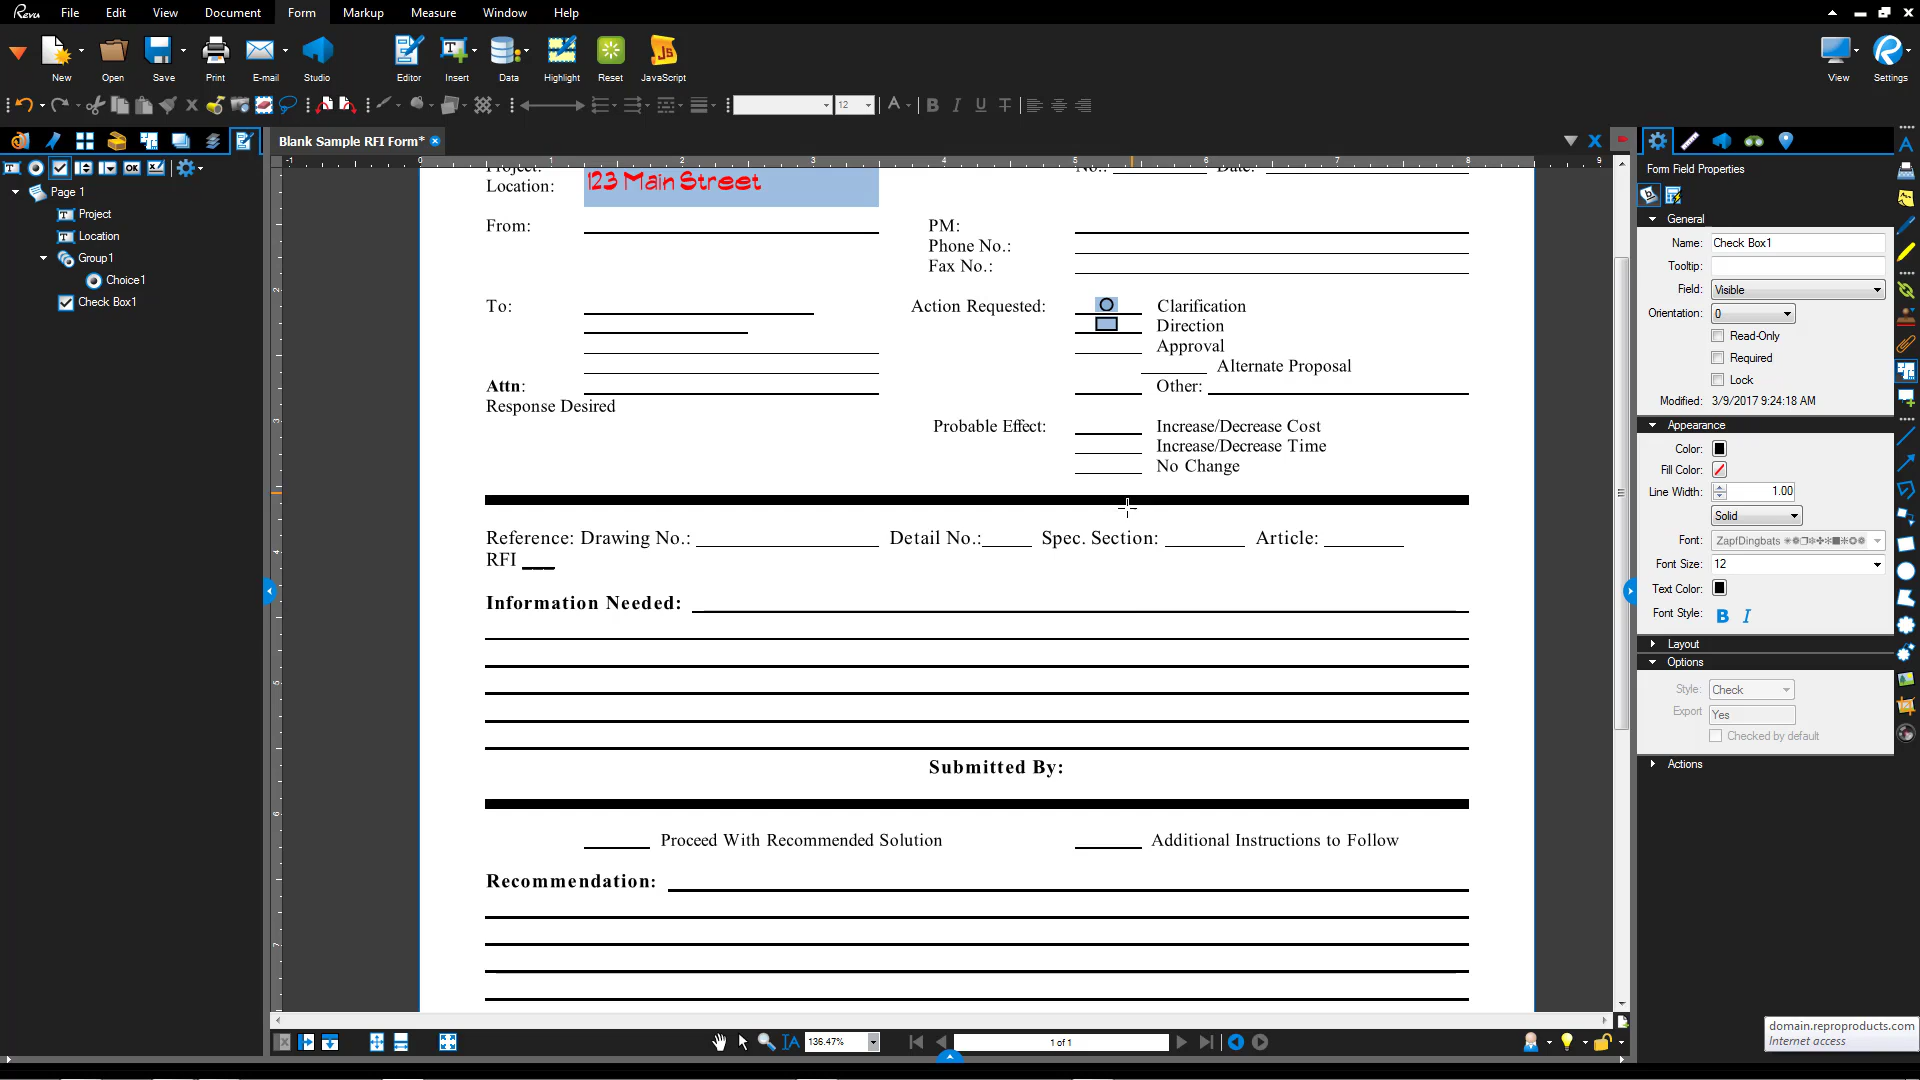 Revu File Edit View Document Form Markup Measure Window Help
New Open Save Print E-mail Studio Editor Insert Data Highlight Reset JavaScript View Settings
12
Blank Sample RFI Form*
Form Field Properties
Page 1
Project
Location
Group1
Choice1
Check Box1
Location: 123 Main Street
From: PM:
Phone No.:
Fax No.:
To: Action Requested: Clarification
Direction
Approval
Alternate Proposal
Attn: Other:
Response Desired
Probable Effect: Increase/Decrease Cost
Increase/Decrease Time
No Change
Reference: Drawing No.: Detail No.: Spec. Section: Article:
RFI
Information Needed:
Submitted By:
Proceed With Recommended Solution Additional Instructions to Follow
Recommendation:
General
Name: Check Box1
Tooltip:
Field: Visible
Orientation: 0
Read-Only
Required
Lock
Modified: 3/9/2017 9:24:18 AM
Appearance
Color:
Fill Color:
Line Width: 1.00
Solid
Font: ZapfDingbats
Font Size: 12
Text Color:
Font Style: B I
Layout
Options
Style: Check
Export Yes
Checked by default
Actions
136.47% 1 of 1
domain.reproproducts.com
Internet access